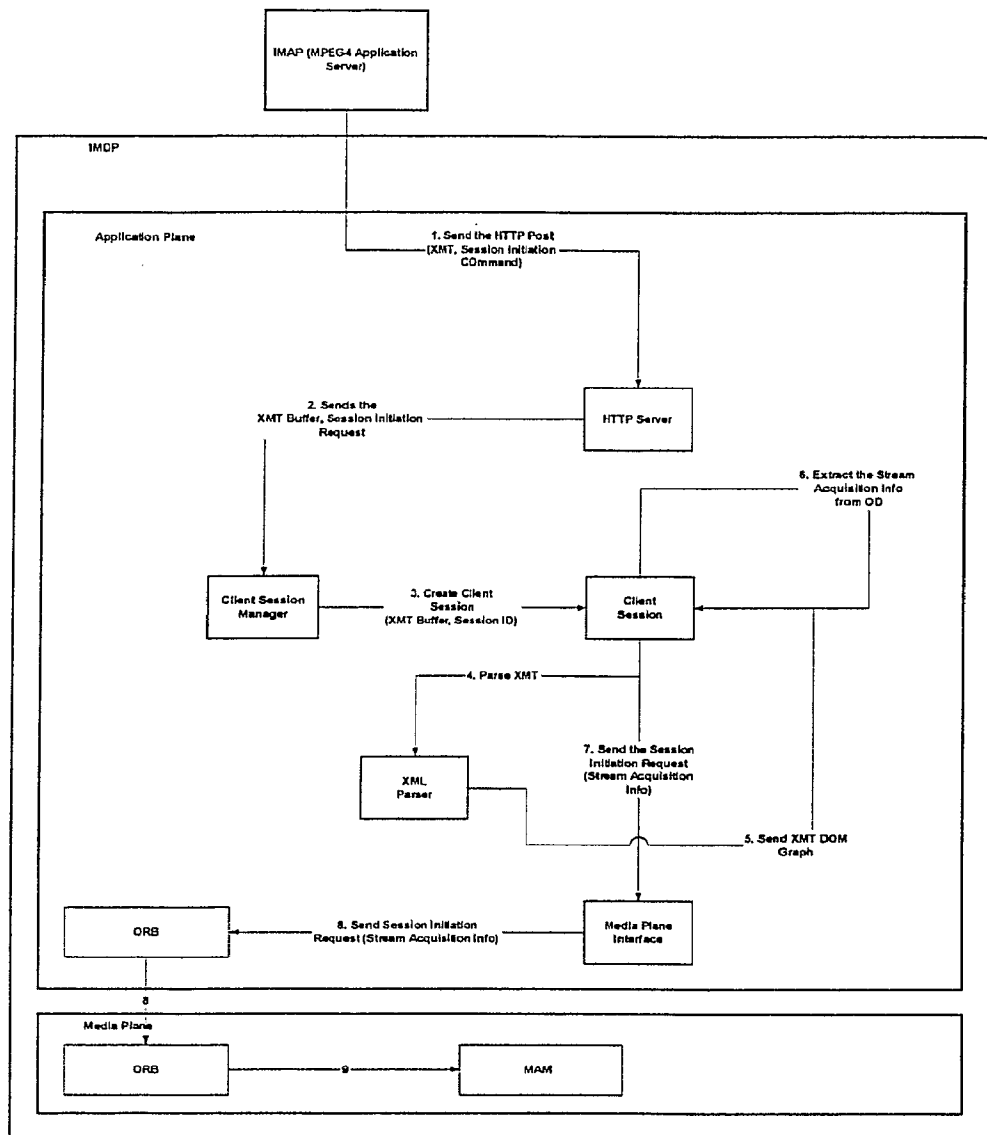 IMAP (MPEG4 Application
Server)
IMDP
Application Plane
1. Send the HTTP Post
(XMT, Session Initiation
COmmand)
2. Sends the
XMT Buffer, Session Initiation
Request
HTTP Server
6. Extract the Stream
Acquisition Info
from OD
Client Session
Manager
3. Create Client
Session
(XMT Buffer, Session ID)
Client
Session
4. Parse XMT
7. Send the Session
Initiation Request
(Stream Acquisition
Info)
XML
Parser
5. Send XMT DOM
Graph
ORB
8. Send Session Initiation
Request (Stream Acquisition Info)
Media Plane
Interface
8
Media Plane
ORB
9
MAM